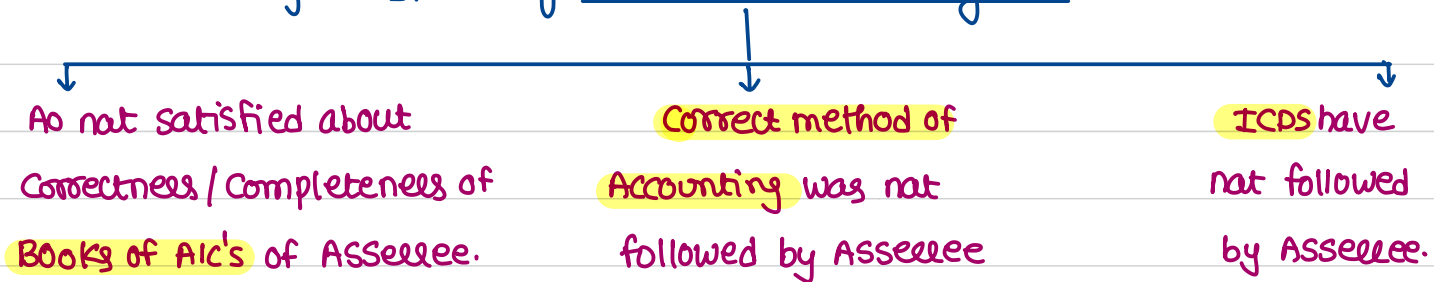 AO not satisfied about
Correctness / Completeness of
Books of A/c's of Assessee.
Correct method of
Accounting was not
followed by Assessee
ICDS have
not followed
by Assessee.